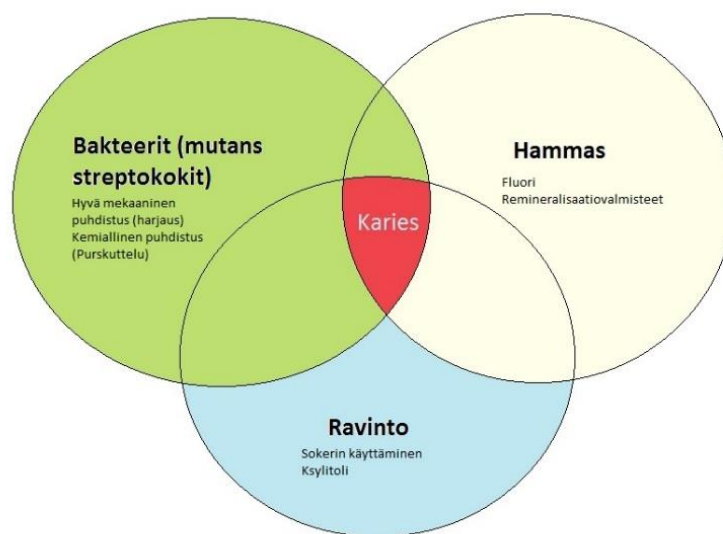 Bakteerit (mutans
streptokokit)
Hyvä mekaaninen
puhdistus (harjaus)
Kemiallinen puhdistus
(Purskuttelu)
Hammas
Fluori
Remineralisaatiovalmisteet
Karies
Ravinto
Sokerin käyttäminen
Ksylitoli